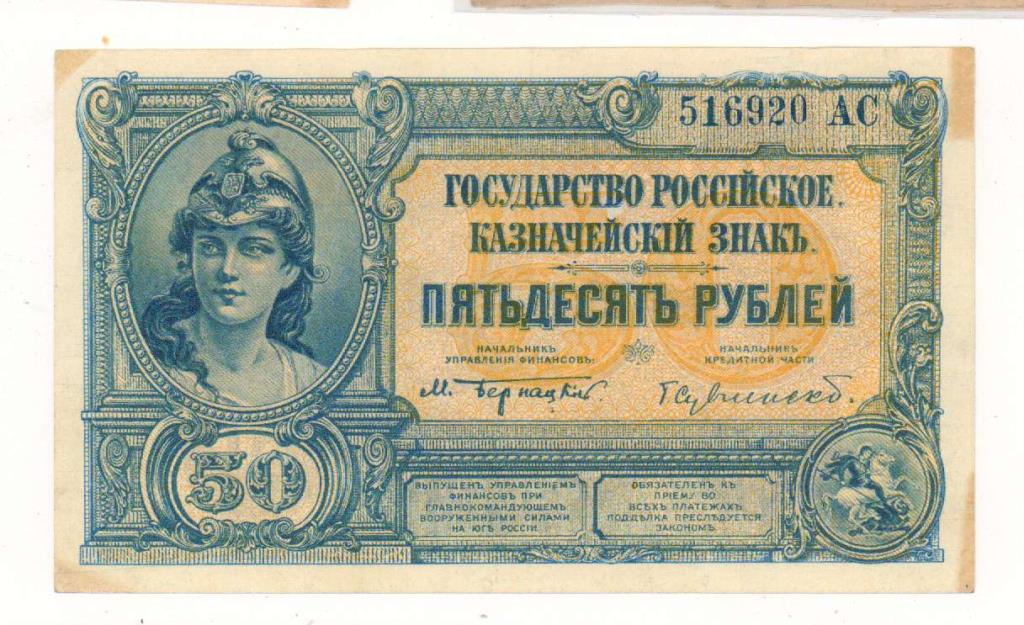 516920 АС
ГОСУДАРСТВО РОССІЙСКОЕ.
КАЗНАЧЕЙСКІЙ ЗНАКЪ.
ПЯТЬДЕСЯТЪ РУБЛЕЙ
НАЧАЛЬНИКЪ
УПРАВЛЕНІЯ ФИНАНСОВЪ:
НАЧАЛЬНИКЪ
КРЕДИТНОЙ ЧАСТИ
М. Бернацкій
50
ВЫПУЩЕНЪ УПРАВЛЕНІЕМЪ
ФИНАНСОВЪ ПРИ
ГЛАВНОКОМАНДУЮЩЕМЪ
ВООРУЖЕННЫМИ СИЛАМИ
НА ЮГѢ РОССІИ.
ОБЯЗАТЕЛЕНЪ КЪ
ПРІЕМУ ВО
ВСѢХЪ ПЛАТЕЖАХЪ
ПОДДѢЛКА ПРЕСЛѢДУЕТСЯ
ЗАКОНОМЪ.